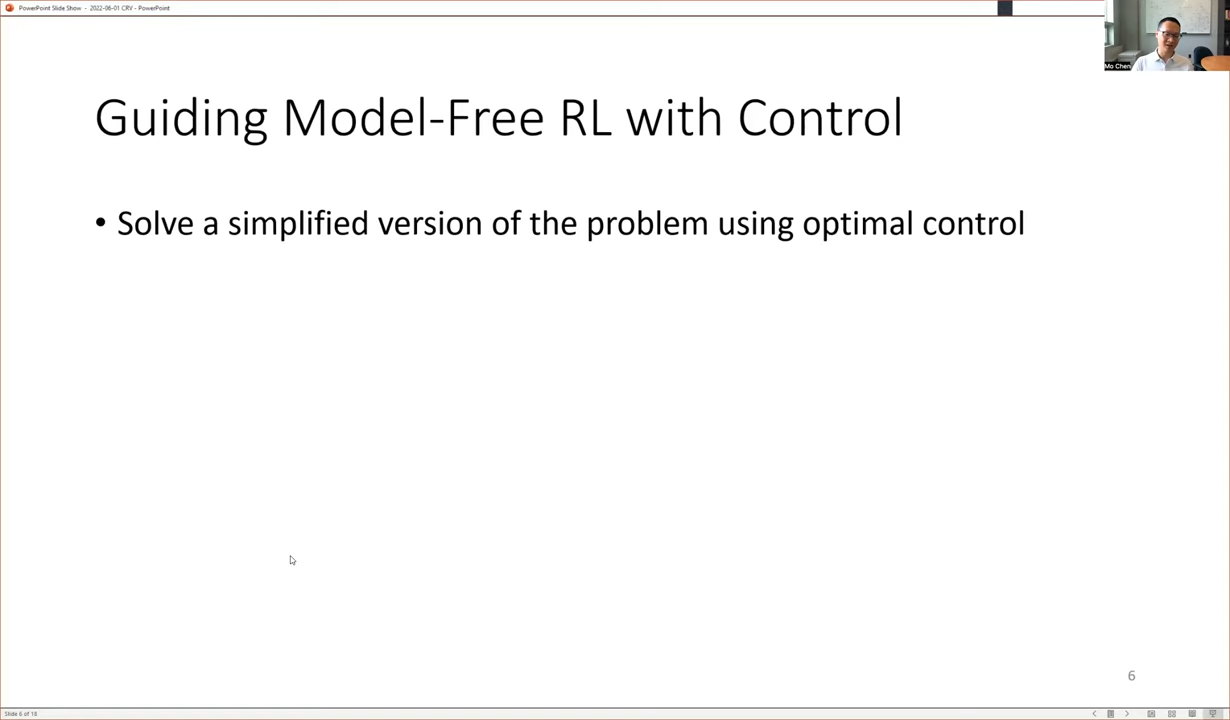 PowerPoint Slide Show - 2022-06-01 CRV - PowerPoint
Mo Chen
Guiding Model-Free RL with Control
• Solve a simplified version of the problem using optimal control
6
Slide 6 of 18